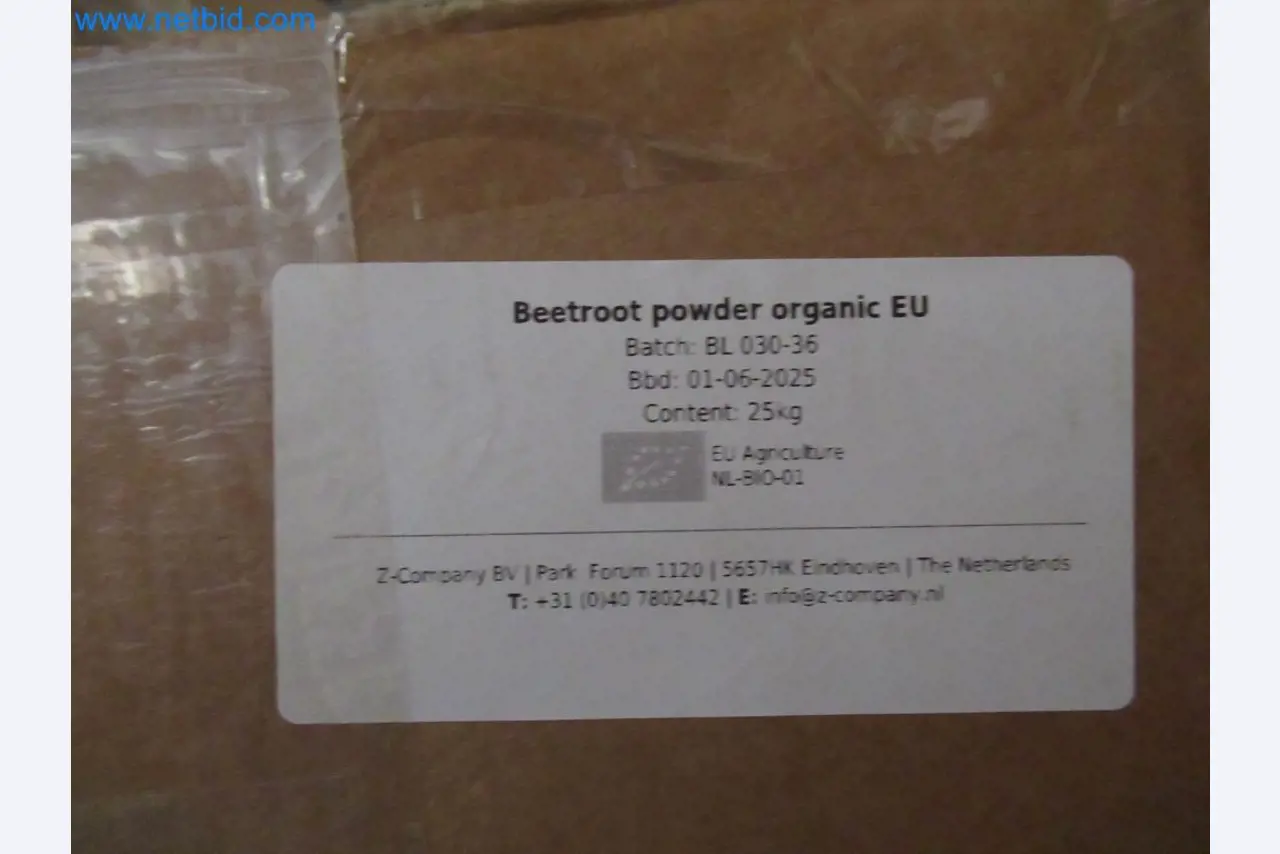 www.netbid.com
Beetroot powder organic EU
Batch: BL 030-36
Bbd: 01-06-2025
Content: 25kg
EU Agriculture
NL-BIO-01
Z-Company BV | Park Forum 1120 | 5657HK Eindhoven | The Netherlands
T: +31 (0)40 7802442 | E: info@z-company.nl